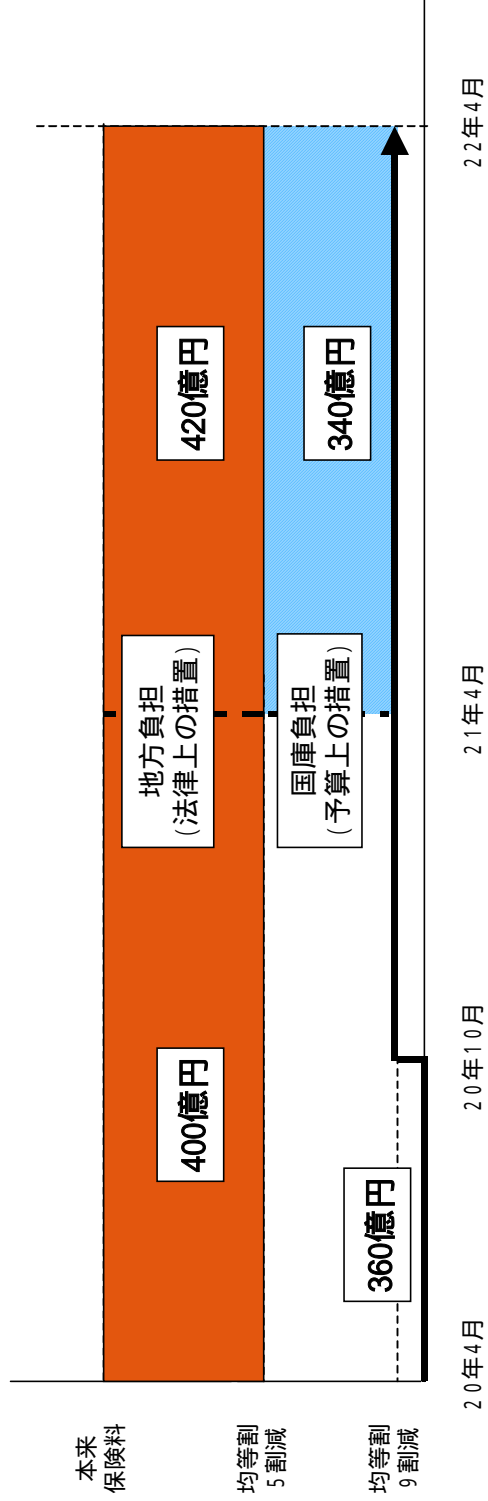 本来
保険料
均等割
5割減
均等割
9割減
400億円
420億円
地方負担
(法律上の措置)
国庫負担
(予算上の措置)
340億円
360億円
20年4月
20年10月
21年4月
22年4月